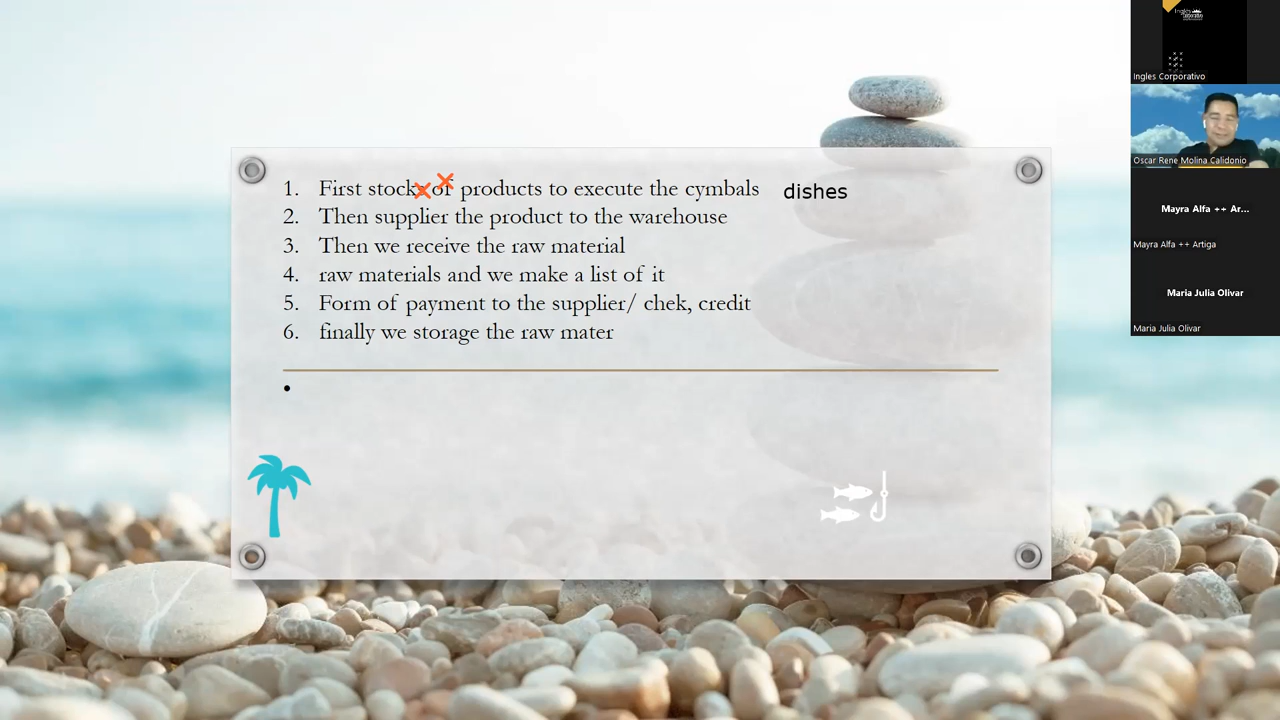 1. First stocks of products to execute the cymbals dishes
2. Then supplier the product to the warehouse
3. Then we receive the raw material
4. raw materials and we make a list of it
5. Form of payment to the supplier/ chek, credit
6. finally we storage the raw mater
Ingles Corporativo
Oscar Rene Molina Calidonio
Mayra Alfa ++ Ar...
Mayra Alfa ++ Artiga
Maria Julia Olivar
Maria Julia Olivar